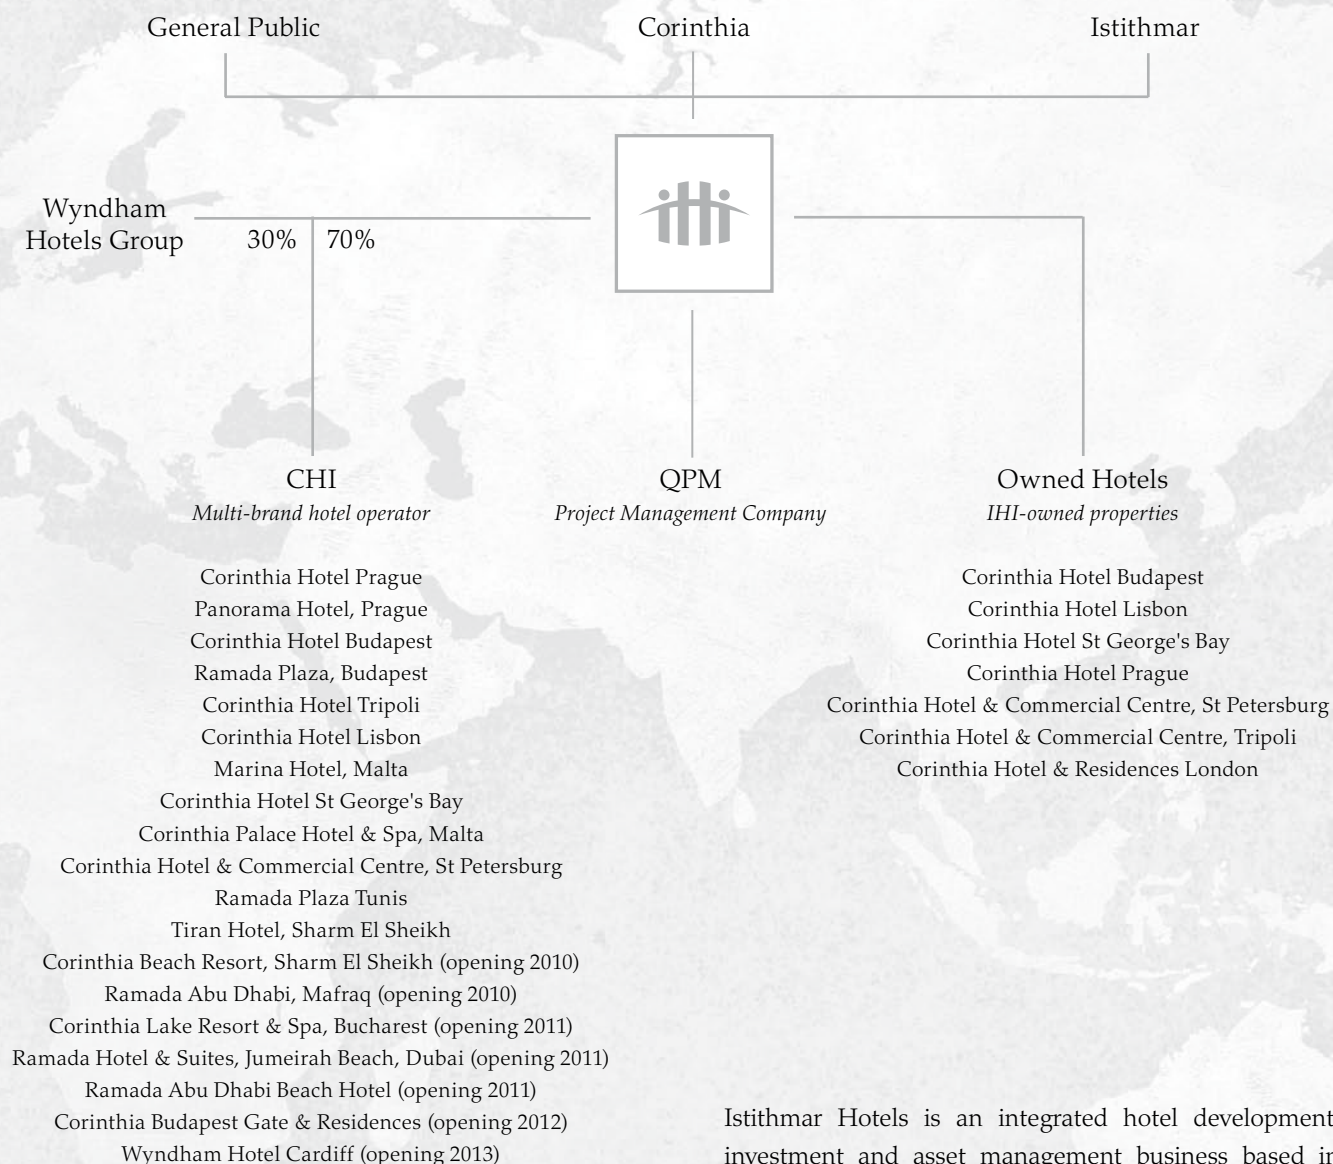 General Public
Corinthia
Istithmar
iHi
Wyndham
Hotels Group
30%
70%
CHI
Multi-brand hotel operator
Corinthia Hotel Prague
Panorama Hotel, Prague
Corinthia Hotel Budapest
Ramada Plaza, Budapest
Corinthia Hotel Tripoli
Corinthia Hotel Lisbon
Marina Hotel, Malta
Corinthia Hotel St George's Bay
Corinthia Palace Hotel & Spa, Malta
Corinthia Hotel & Commercial Centre, St Petersburg
Ramada Plaza Tunis
Tiran Hotel, Sharm El Sheikh
Corinthia Beach Resort, Sharm El Sheikh (opening 2010)
Ramada Abu Dhabi, Mafraq (opening 2010)
Corinthia Lake Resort & Spa, Bucharest (opening 2011)
Ramada Hotel & Suites, Jumeirah Beach, Dubai (opening 2011)
Ramada Abu Dhabi Beach Hotel (opening 2011)
Corinthia Budapest Gate & Residences (opening 2012)
Wyndham Hotel Cardiff (opening 2013)
QPM
Project Management Company
Owned Hotels
IHI-owned properties
Corinthia Hotel Budapest
Corinthia Hotel Lisbon
Corinthia Hotel St George's Bay
Corinthia Hotel Prague
Corinthia Hotel & Commercial Centre, St Petersburg
Corinthia Hotel & Commercial Centre, Tripoli
Corinthia Hotel & Residences London
Istithmar Hotels is an integrated hotel development
investment and asset management business based in